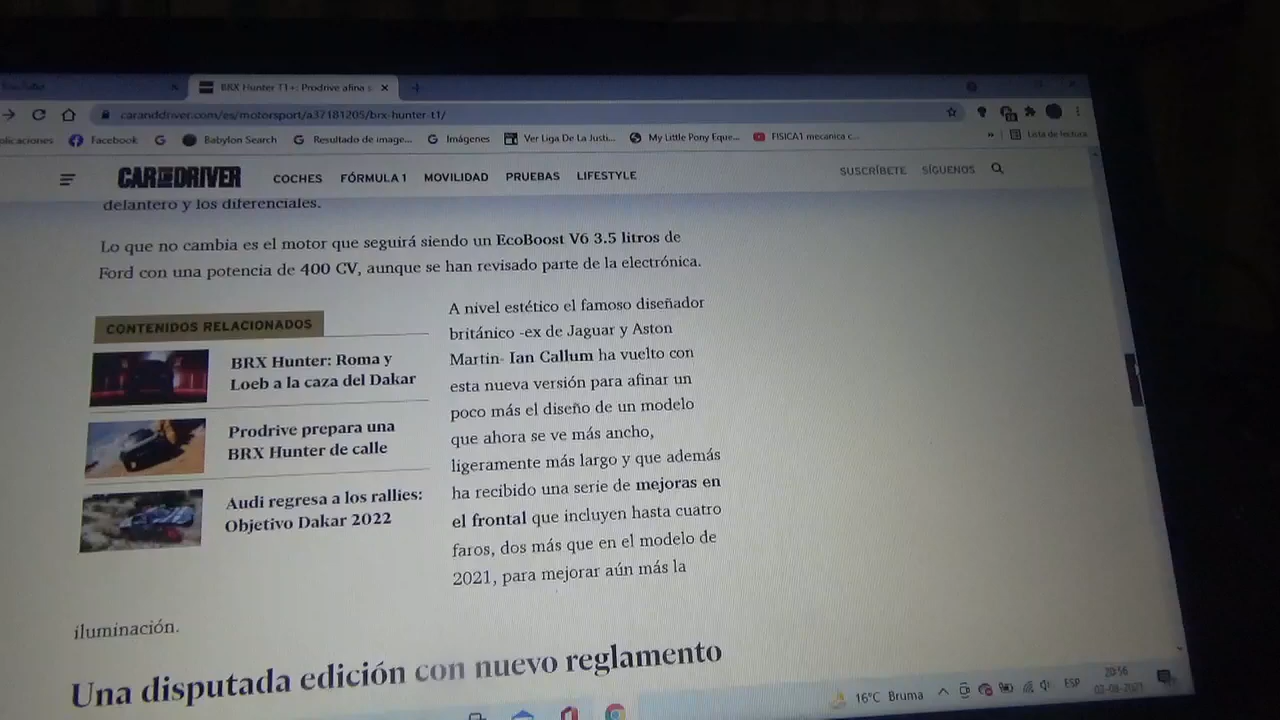 BRX Hunter T1+: Prodrive afina s
caranddriver.com/es/motorsport/a37181205/brx-hunter-t1/
Facebook
Babylon Search
Resultado de image...
Imágenes
Ver Liga De La Justi...
My Little Pony Eque...
FISICA1 mecanica c...
Lista de lectura
CAR AND DRIVER
COCHES
FÓRMULA 1
MOVILIDAD
PRUEBAS
LIFESTYLE
SUSCRÍBETE
SÍGUENOS
delantero y los diferenciales.
Lo que no cambia es el motor que seguirá siendo un EcoBoost V6 3.5 litros de
Ford con una potencia de 400 CV, aunque se han revisado parte de la electrónica.
CONTENIDOS RELACIONADOS
BRX Hunter: Roma y
Loeb a la caza del Dakar
Prodrive prepara una
BRX Hunter de calle
Audi regresa a los rallies:
Objetivo Dakar 2022
A nivel estético el famoso diseñador
británico -ex de Jaguar y Aston
Martin- Ian Callum ha vuelto con
esta nueva versión para afinar un
poco más el diseño de un modelo
que ahora se ve más ancho,
ligeramente más largo y que además
ha recibido una serie de mejoras en
el frontal que incluyen hasta cuatro
faros, dos más que en el modelo de
2021, para mejorar aún más la
iluminación.
Una disputada edición con nuevo reglamento
16°C Bruma
ESP
20:56